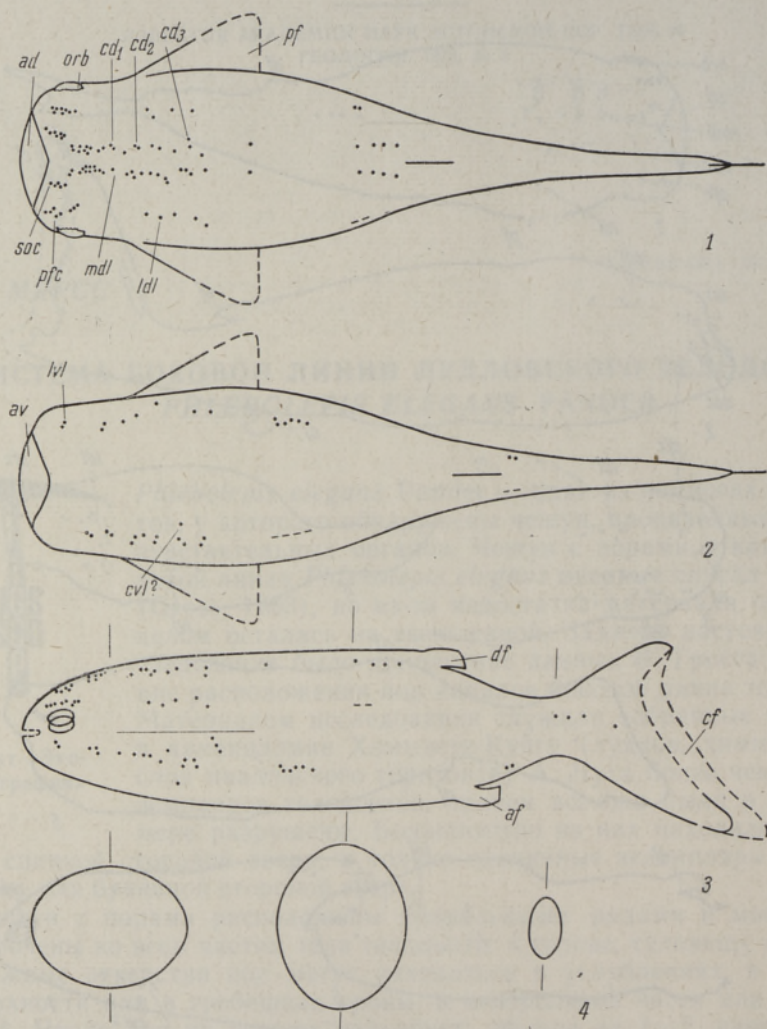 ad orb cd1 cd2 cd3 pf
soc pfc mdl ldl 1
av lvl
cvl? 2
df
cf
af
3
4